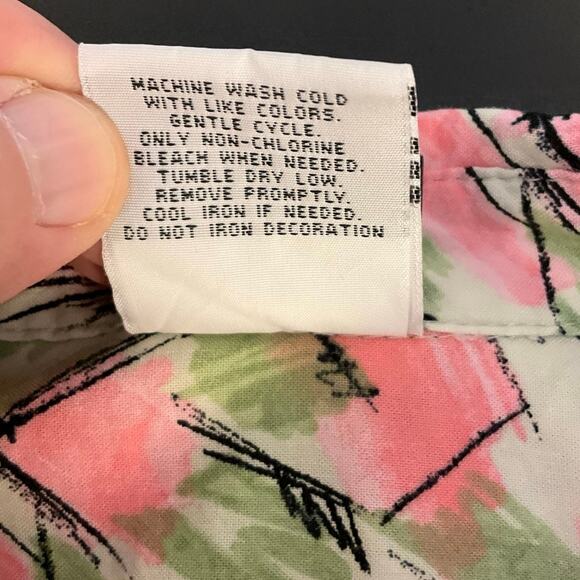 MACHINE WASH COLD
WITH LIKE COLORS.
GENTLE CYCLE.
ONLY NON-CHLORINE
BLEACH WHEN NEEDED.
TUMBLE DRY LOW.
REMOVE PROMPTLY.
COOL IRON IF NEEDED.
DO NOT IRON DECORATION